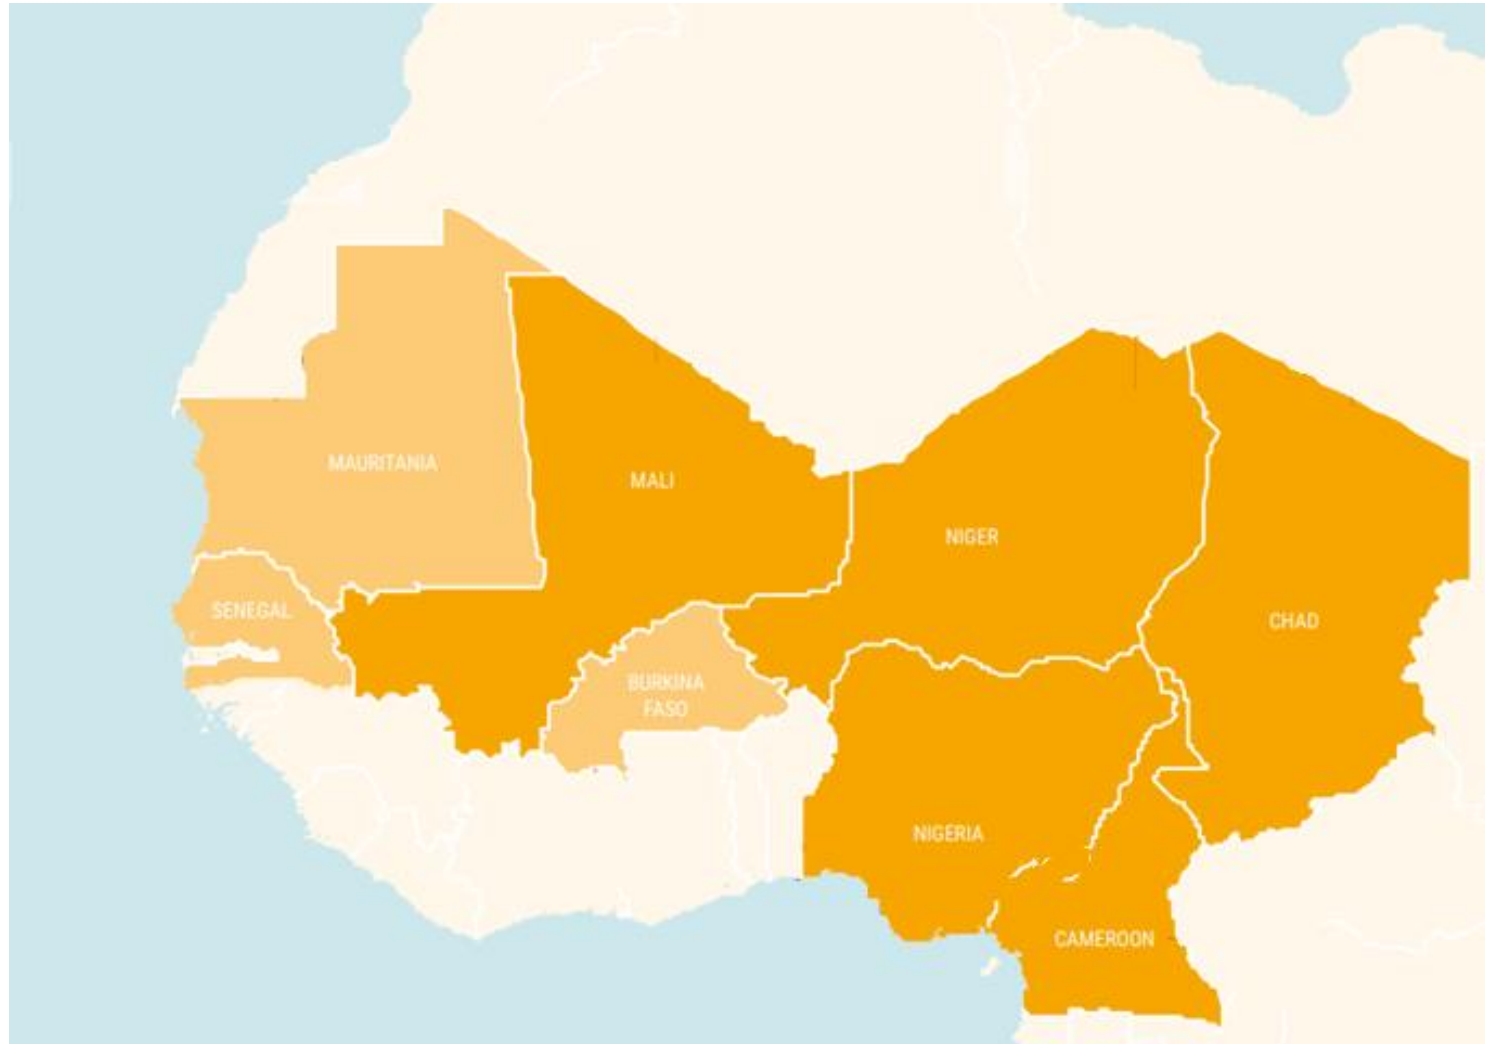 MAURITANIA
MALI
NIGER
SENEGAL
CHAD
BURKINA
FASO
NIGERIA
CAMEROON